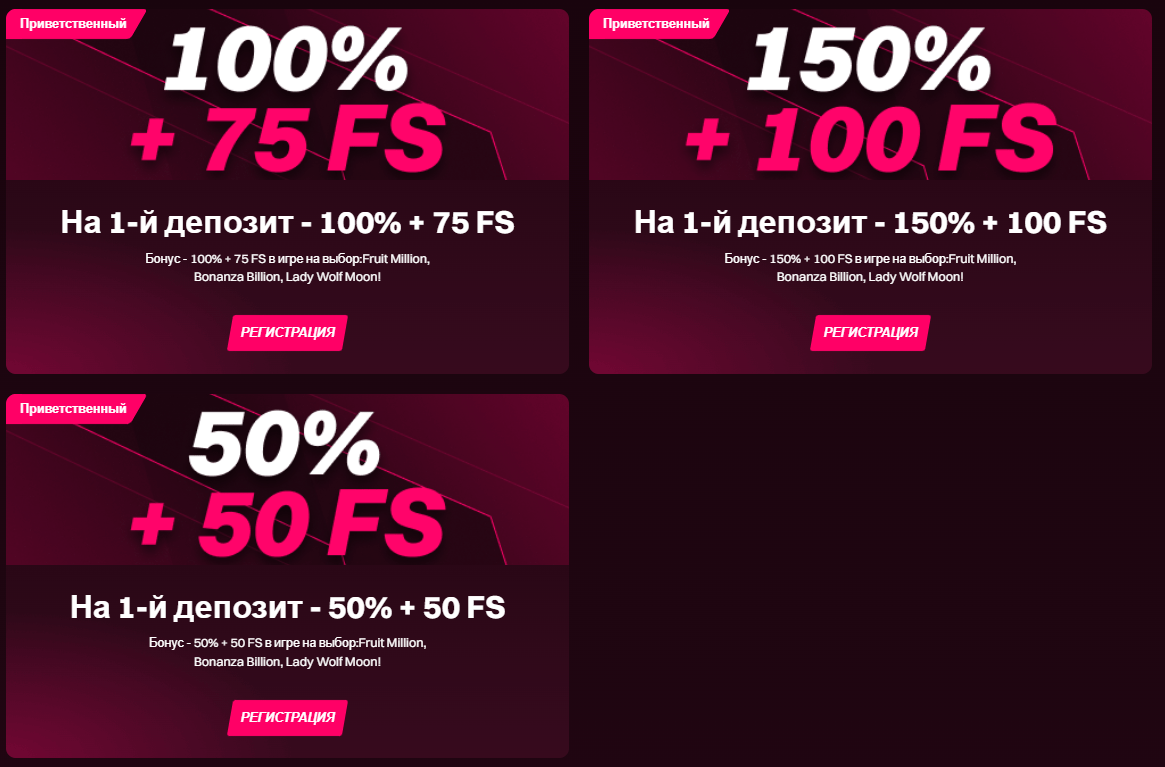 Приветственный
100%
+ 75 FS
На 1-й депозит - 100% + 75 FS
Бонус - 100% + 75 FS в игре на выбор:Fruit Million,
Bonanza Billion, Lady Wolf Moon!
РЕГИСТРАЦИЯ
Приветственный
150%
+ 100 FS
На 1-й депозит - 150% + 100 FS
Бонус - 150% + 100 FS в игре на выбор:Fruit Million,
Bonanza Billion, Lady Wolf Moon!
РЕГИСТРАЦИЯ
Приветственный
50%
+ 50 FS
На 1-й депозит - 50% + 50 FS
Бонус - 50% + 50 FS в игре на выбор:Fruit Million,
Bonanza Billion, Lady Wolf Moon!
РЕГИСТРАЦИЯ